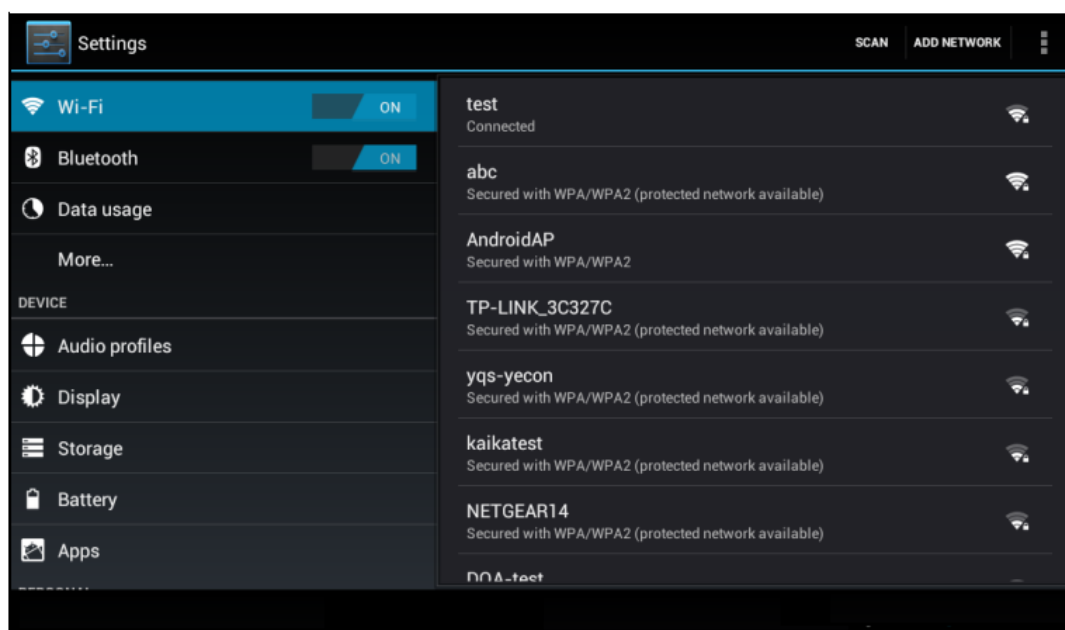 Settings
SCAN
ADD NETWORK
Wi-Fi
ON
Bluetooth
ON
Data usage
More...
DEVICE
Audio profiles
Display
Storage
Battery
Apps
test
Connected
abc
Secured with WPA/WPA2 (protected network available)
AndroidAP
Secured with WPA/WPA2
TP-LINK_3C327C
Secured with WPA/WPA2 (protected network available)
yqs-yecon
Secured with WPA/WPA2 (protected network available)
kaikatest
Secured with WPA/WPA2 (protected network available)
NETGEAR14
Secured with WPA/WPA2 (protected network available)